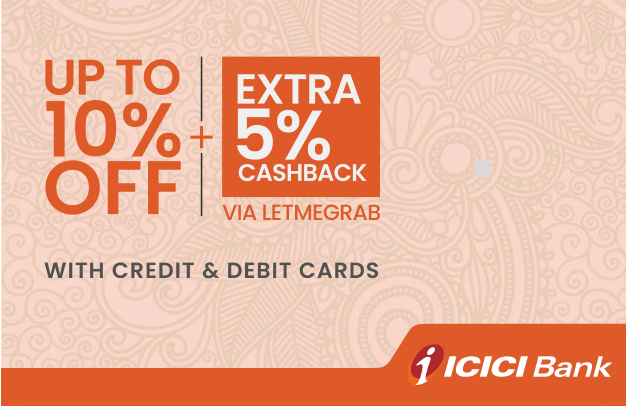 UP TO
10%
OFF
+
EXTRA
5%
CASHBACK
VIA LETMEGRAB
WITH CREDIT & DEBIT CARDS
i ICICI Bank